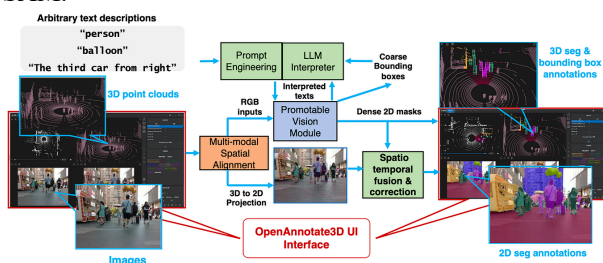 Arbitrary text descriptions
“person”
“balloon”
“The third car from right”
3D point clouds
Images
Prompt
Engineering
LLM
Interpreter
Interpreted
texts
Coarse
Bounding
boxes
RGB
inputs
Promotable
Vision
Module
Multi-modal
Spatial
Alignment
3D to 2D
Projection
Dense 2D masks
Spatio
temporal
fusion &
correction
OpenAnnotate3D UI
Interface
3D seg &
bounding box
annotations
2D seg annotations